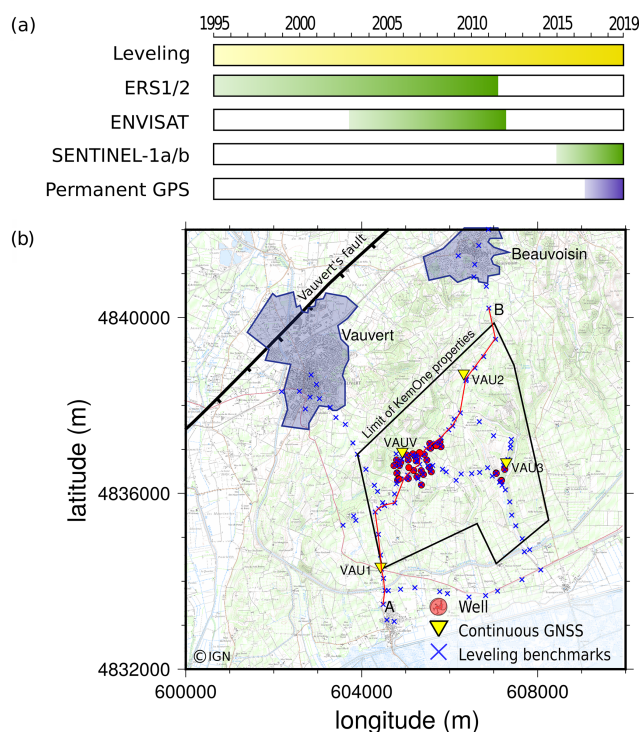 (a)
1995 2000 2005 2010 2015 2019
Leveling
ERS1/2
ENVISAT
SENTINEL-1a/b
Permanent GPS
(b)
Vauvert's fault
Beauvoisin
4840000
B
Vauvert
Limit of KemOne properties
VAU2
VAUV
VAU3
latitude (m)
4836000
VAU1
A
Well
Continuous GNSS
Leveling benchmarks
© IGN
4832000
600000 604000 608000
longitude (m)